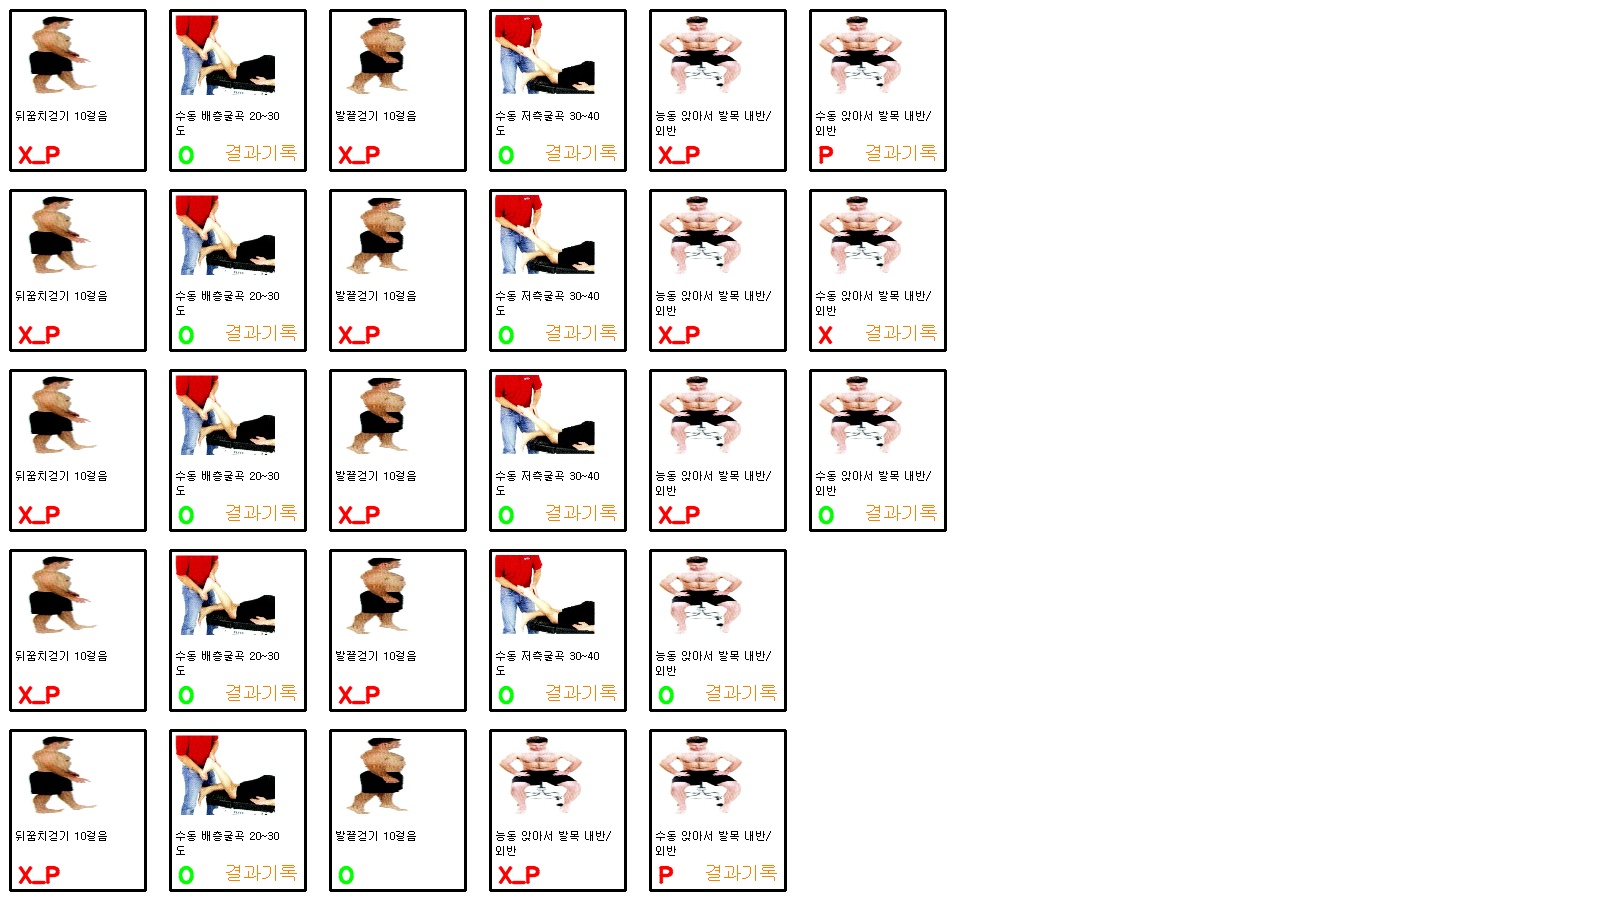 뒤꿈치걷기 10걸음
X_P
수동 배측굴곡 20~30
도
O 결과기록
발끝걷기 10걸음
X_P
수동 저측굴곡 30~40
도
O 결과기록
능동 앉아서 발목 내반/
외반
X_P
수동 앉아서 발목 내반/
외반
P 결과기록
뒤꿈치걷기 10걸음
X_P
수동 배측굴곡 20~30
도
O 결과기록
발끝걷기 10걸음
X_P
수동 저측굴곡 30~40
도
O 결과기록
능동 앉아서 발목 내반/
외반
X_P
수동 앉아서 발목 내반/
외반
X 결과기록
뒤꿈치걷기 10걸음
X_P
수동 배측굴곡 20~30
도
O 결과기록
발끝걷기 10걸음
X_P
수동 저측굴곡 30~40
도
O 결과기록
능동 앉아서 발목 내반/
외반
X_P
수동 앉아서 발목 내반/
외반
O 결과기록
뒤꿈치걷기 10걸음
X_P
수동 배측굴곡 20~30
도
O 결과기록
발끝걷기 10걸음
X_P
수동 저측굴곡 30~40
도
O 결과기록
능동 앉아서 발목 내반/
외반
O 결과기록
뒤꿈치걷기 10걸음
X_P
수동 배측굴곡 20~30
도
O 결과기록
발끝걷기 10걸음
O
능동 앉아서 발목 내반/
외반
X_P
수동 앉아서 발목 내반/
외반
P 결과기록